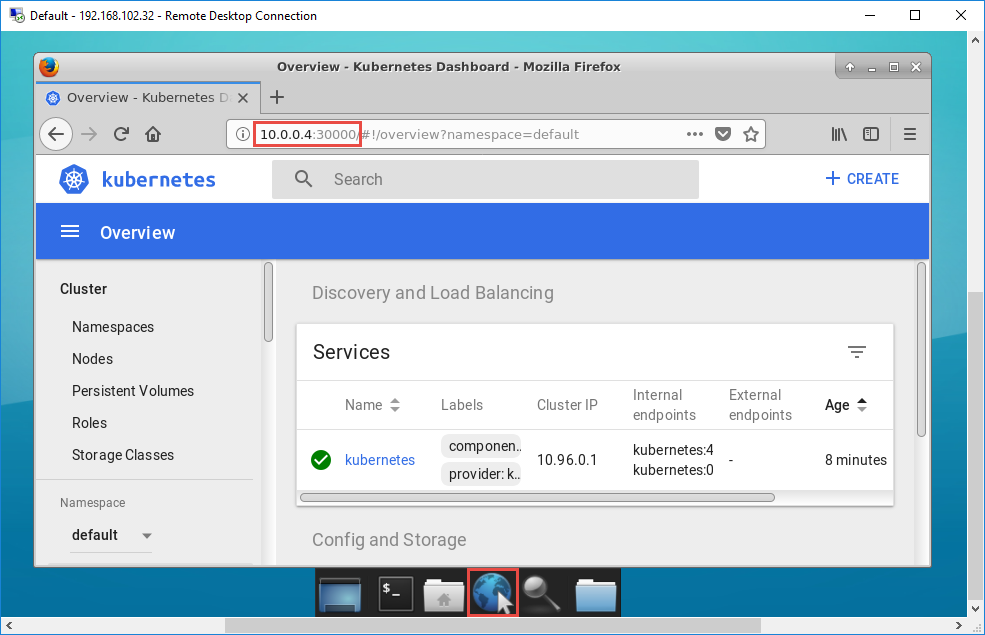 Default - 192.168.102.32 - Remote Desktop Connection
Overview - Kubernetes Dashboard - Mozilla Firefox
Overview - Kubernetes D
10.0.0.4:30000/#!/overview?namespace=default
kubernetes
Search
+ CREATE
Overview
Cluster
Namespaces
Nodes
Persistent Volumes
Roles
Storage Classes
Namespace
default
Discovery and Load Balancing
Services
Name
Labels
Cluster IP
Internal
endpoints
External
endpoints
Age
kubernetes
componen..
provider: k..
10.96.0.1
kubernetes:4
kubernetes:0
-
8 minutes
Config and Storage
$_